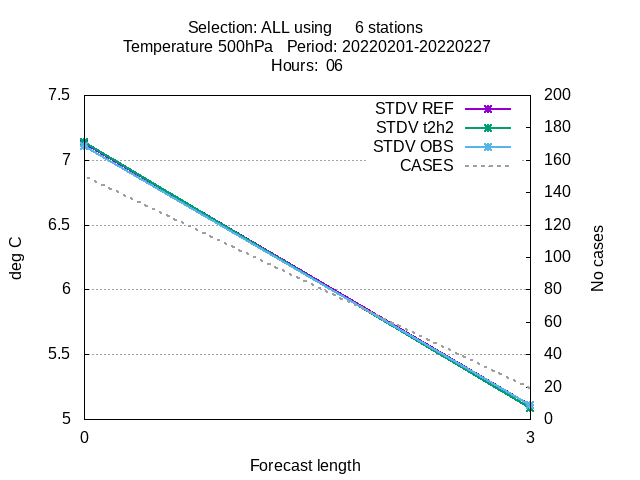 Selection: ALL using 6 stations
Temperature 500hPa Period: 20220201-20220227
Hours: 06
7.5
7
6.5
6
5.5
5
200
180
160
140
120
100
80
60
40
20
0
STDV REF
STDV t2h2
STDV OBS
CASES
deg C
No cases
0
3
Forecast length